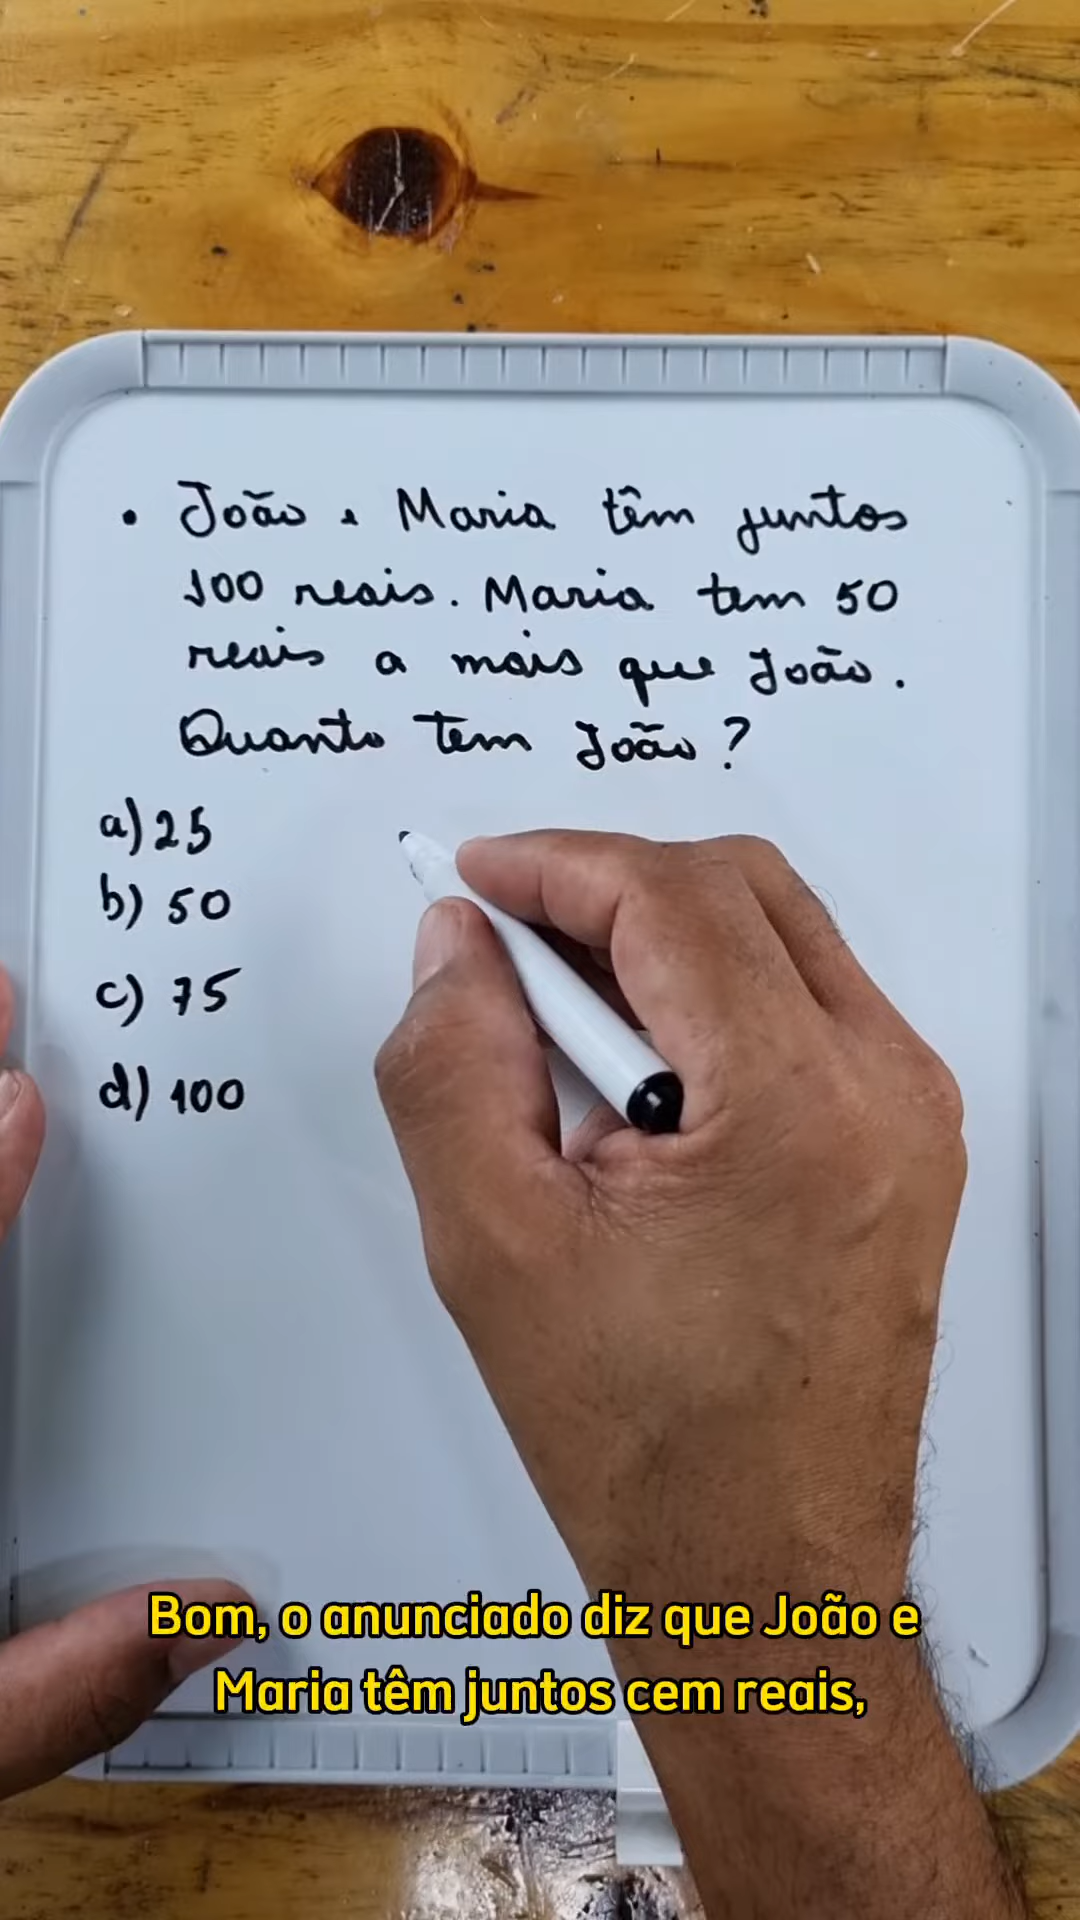 • João e Maria têm juntos
100 reais. Maria tem 50
reais a mais que João.
Quanto tem João?
a) 25
b) 50
c) 75
d) 100
Bom, o anunciado diz que João e
Maria têm juntos cem reais,